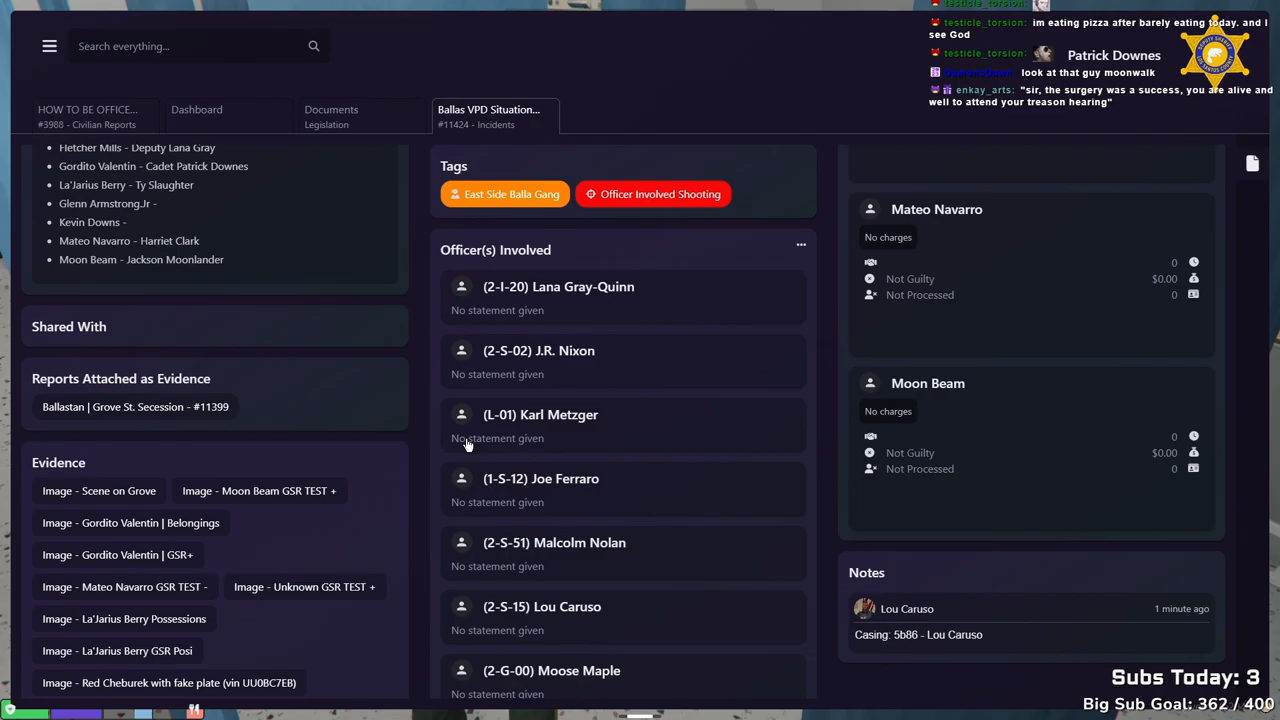 Search everything...
testicle_torsion:
testicle_torsion: im eating pizza after barely eating today. and I
see God
testicle_torsion:
Patrick Downes
look at that guy moonwalk
enkay_arts: "sir, the surgery was a success, you are alive and
well to attend your treason hearing"
HOW TO BE OFFICE...
#3988 - Civilian Reports
Dashboard
Documents
Legislation
Ballas VPD Situation...
#11424 - Incidents
Fletcher Mills - Deputy Lana Gray
Gordito Valentin - Cadet Patrick Downes
La'Jarius Berry - Ty Slaughter
Glenn Armstrong.Jr -
Kevin Downs -
Mateo Navarro - Harriet Clark
Moon Beam - Jackson Moonlander
Shared With
Reports Attached as Evidence
Ballastan | Grove St. Secession - #11399
Evidence
Image - Scene on Grove
Image - Moon Beam GSR TEST +
Image - Gordito Valentin | Belongings
Image - Gordito Valentin | GSR+
Image - Mateo Navarro GSR TEST -
Image - Unknown GSR TEST +
Image - La'Jarius Berry Possessions
Image - La'Jarius Berry GSR Posi
Image - Red Cheburek with fake plate (vin UU0BC7EB)
Tags
East Side Balla Gang
Officer Involved Shooting
Officer(s) Involved
(2-I-20) Lana Gray-Quinn
No statement given
(2-S-02) J.R. Nixon
No statement given
(L-01) Karl Metzger
No statement given
(1-S-12) Joe Ferraro
No statement given
(2-S-51) Malcolm Nolan
No statement given
(2-S-15) Lou Caruso
No statement given
(2-G-00) Moose Maple
No statement given
Mateo Navarro
No charges
0
Not Guilty
$0.00
Not Processed
0
Moon Beam
No charges
0
Not Guilty
$0.00
Not Processed
0
Notes
Lou Caruso
1 minute ago
Casing: 5b86 - Lou Caruso
Subs Today: 3
Big Sub Goal: 362 / 400